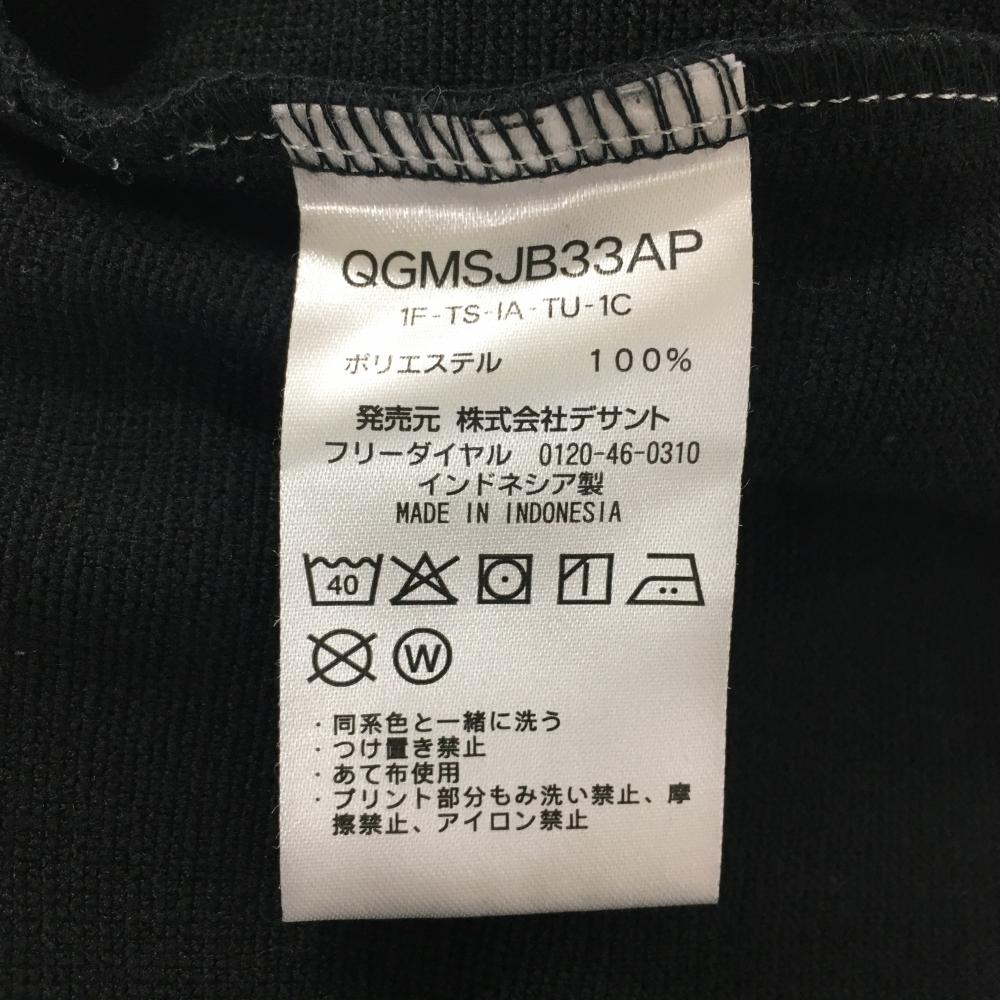 QGMSJB33AP
1F-TS-IA-TU-1C
ポリエステル 100%
発売元 株式会社デサント
フリーダイヤル 0120-46-0310
インドネシア製
MADE IN INDONESIA
40 1
W
・同系色と一緒に洗う
・つけ置き禁止
・あて布使用
・プリント部分もみ洗い禁止、摩
擦禁止、アイロン禁止